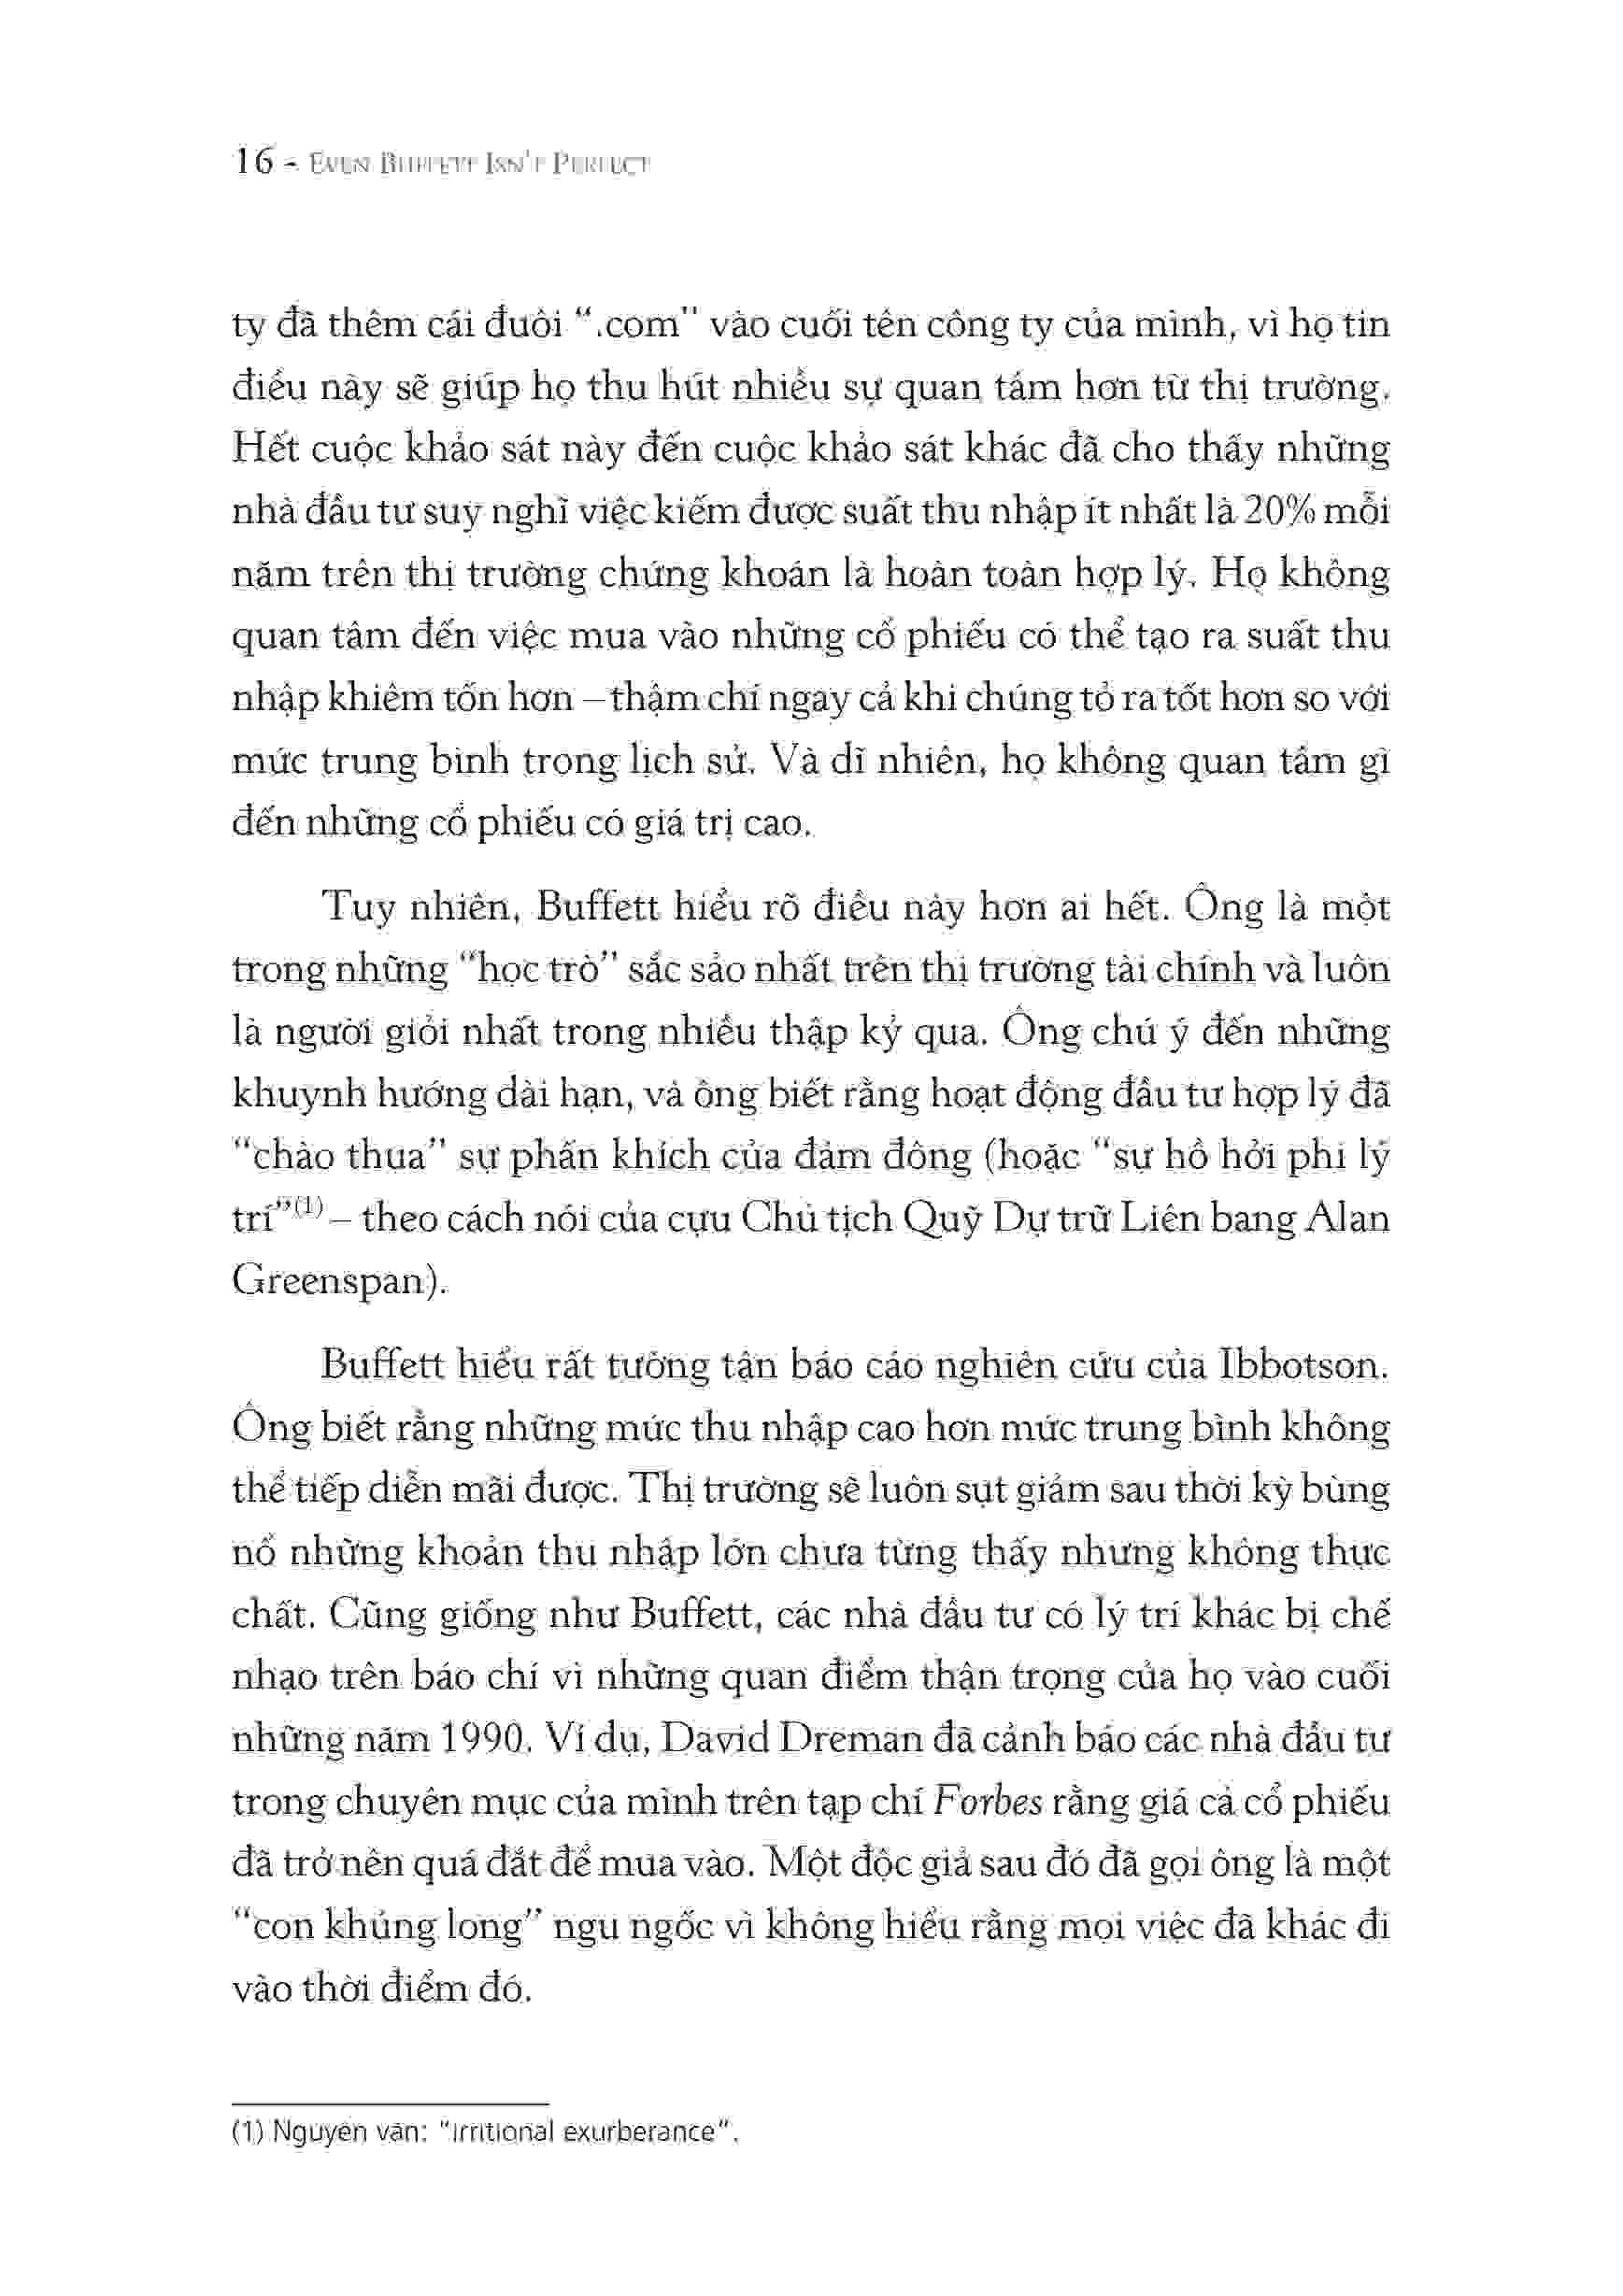 16 - EVEN BUFFETT ISN'T PERFECT
ty đã thêm cái đuôi “.com” vào cuối tên công ty của mình, vì họ tin
điều này sẽ giúp họ thu hút nhiều sự quan tâm hơn từ thị trường.
Hết cuộc khảo sát này đến cuộc khảo sát khác đã cho thấy những
nhà đầu tư suy nghĩ việc kiếm được suất thu nhập ít nhất là 20% mỗi
năm trên thị trường chứng khoán là hoàn toàn hợp lý. Họ không
quan tâm đến việc mua vào những cổ phiếu có thể tạo ra suất thu
nhập khiêm tốn hơn – thậm chí ngay cả khi chúng tỏ ra tốt hơn so với
mức trung bình trong lịch sử. Và dĩ nhiên, họ không quan tâm gì
đến những cổ phiếu có giá trị cao.
Tuy nhiên, Buffett hiểu rõ điều này hơn ai hết. Ông là một
trong những “học trò” sắc sảo nhất trên thị trường tài chính và luôn
là người giỏi nhất trong nhiều thập kỷ qua. Ông chú ý đến những
khuynh hướng dài hạn, và ông biết rằng hoạt động đầu tư hợp lý đã
“chào thua” sự phấn khích của đám đông (hoặc “sự hồ hởi phi lý
trí”(1) – theo cách nói của cựu Chủ tịch Quỹ Dự trữ Liên bang Alan
Greenspan).
Buffett hiểu rất tường tận báo cáo nghiên cứu của Ibbotson.
Ông biết rằng những mức thu nhập cao hơn mức trung bình không
thể tiếp diễn mãi được. Thị trường sẽ luôn sụt giảm sau thời kỳ bùng
nổ những khoản thu nhập lớn chưa từng thấy nhưng không thực
chất. Cũng giống như Buffett, các nhà đầu tư có lý trí khác bị chế
nhạo trên báo chí vì những quan điểm thận trọng của họ vào cuối
những năm 1990. Ví dụ, David Dreman đã cảnh báo các nhà đầu tư
trong chuyên mục của mình trên tạp chí Forbes rằng giá cả cổ phiếu
đã trở nên quá đắt để mua vào. Một độc giả sau đó đã gọi ông là một
“con khủng long” ngu ngốc vì không hiểu rằng mọi việc đã khác đi
vào thời điểm đó.
(1) Nguyên văn: “Irritional exurberance”.